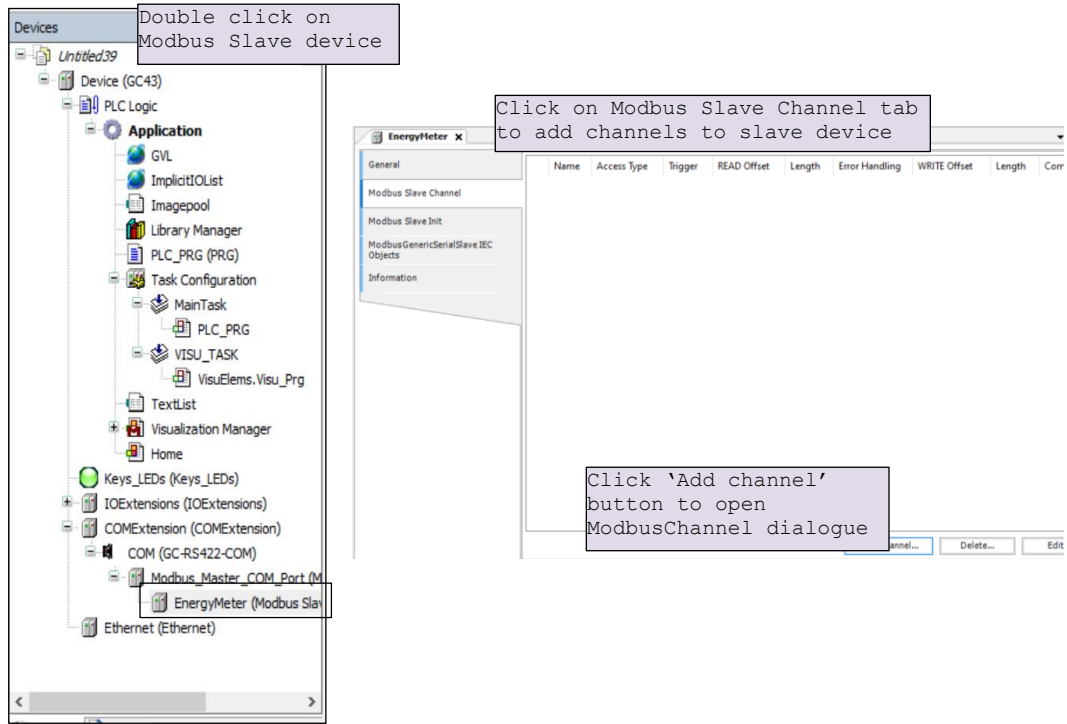 Double click on
Modbus Slave device
Devices
Untitled39
Device (GC43)
PLC Logic
Application
GVL
ImplicitIOList
Imagepool
Library Manager
PLC_PRG (PRG)
Task Configuration
MainTask
PLC_PRG
VISU_TASK
VisuElems.Visu_Prg
TextList
Visualization Manager
Home
Keys_LEDs (Keys_LEDs)
IOExtensions (IOExtensions)
COMExtension (COMExtension)
COM (GC-RS422-COM)
Modbus_Master_COM_Port (M
EnergyMeter (Modbus Slav
Ethernet (Ethernet)
Click on Modbus Slave Channel tab
to add channels to slave device
EnergyMeter X
General
Modbus Slave Channel
Modbus Slave Init
ModbusGenericSerialSlave IEC
Objects
Information
Name Access Type Trigger READ Offset Length Error Handling WRITE Offset Length Com
Click ‘Add channel’
button to open
ModbusChannel dialogue
annel... Delete... Edit